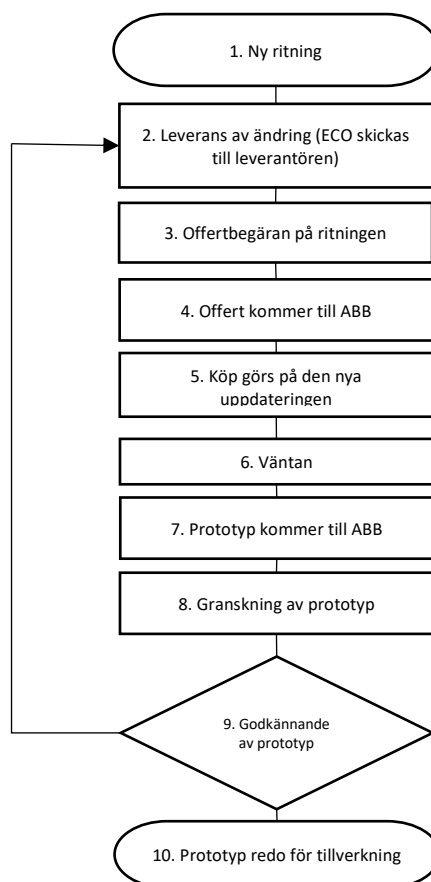 1. Ny ritning
2. Leverans av ändring (ECO skickas
till leverantören)
3. Offertbegäran på ritningen
4. Offert kommer till ABB
5. Köp görs på den nya
uppdateringen
6. Väntan
7. Prototyp kommer till ABB
8. Granskning av prototyp
9. Godkännande
av prototyp
10. Prototyp redo för tillverkning